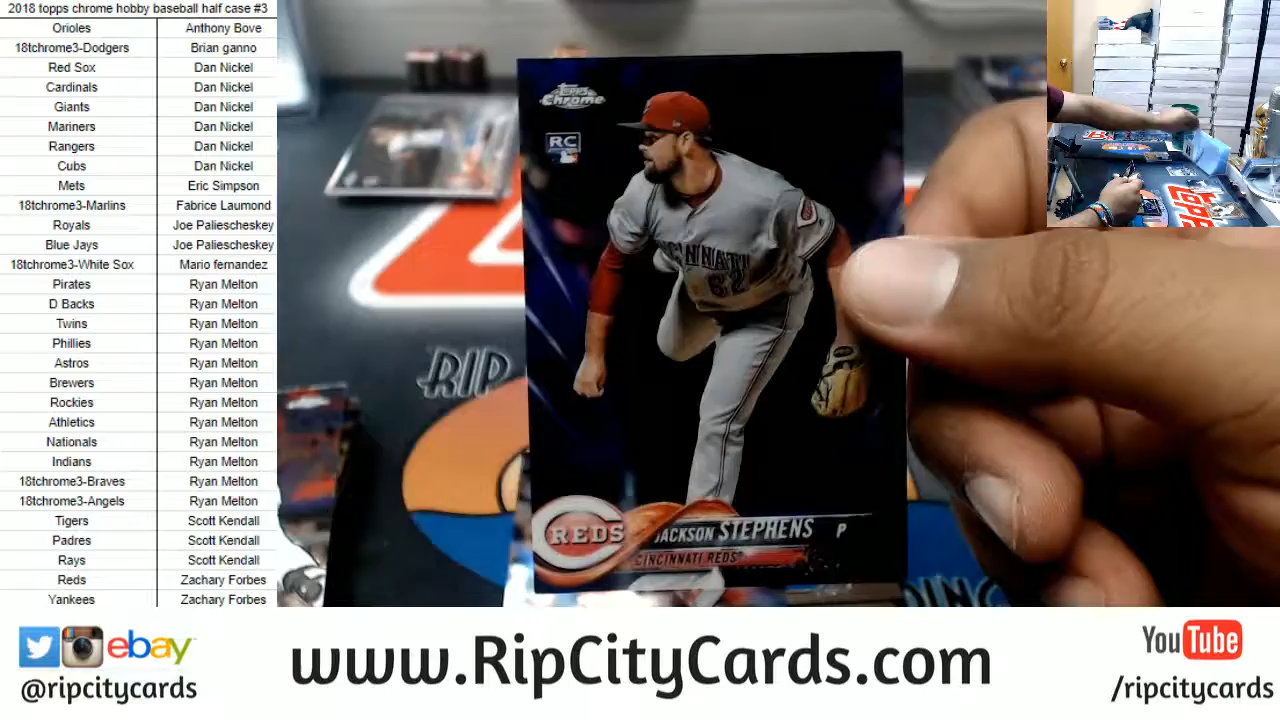 2018 topps chrome hobby baseball half case #3
Orioles Anthony Bove
18tchrome3-Dodgers Brian ganno
Red Sox Dan Nickel
Cardinals Dan Nickel
Giants Dan Nickel
Mariners Dan Nickel
Rangers Dan Nickel
Cubs Dan Nickel
Mets Eric Simpson
18tchrome3-Marlins Fabrice Laumond
Royals Joe Paliescheskey
Blue Jays Joe Paliescheskey
18tchrome3-White Sox Mario fernandez
Pirates Ryan Melton
D Backs Ryan Melton
Twins Ryan Melton
Phillies Ryan Melton
Astros Ryan Melton
Brewers Ryan Melton
Rockies Ryan Melton
Athletics Ryan Melton
Nationals Ryan Melton
Indians Ryan Melton
18tchrome3-Braves Ryan Melton
18tchrome3-Angels Ryan Melton
Tigers Scott Kendall
Padres Scott Kendall
Rays Scott Kendall
Reds Zachary Forbes
Yankees Zachary Forbes
Topps Chrome
RC
CINCINNATI
62
REDS
JACKSON STEPHENS P
CINCINNATI REDS
RIP
ebay
@ripcitycards
www.RipCityCards.com
YouTube
/ripcitycards